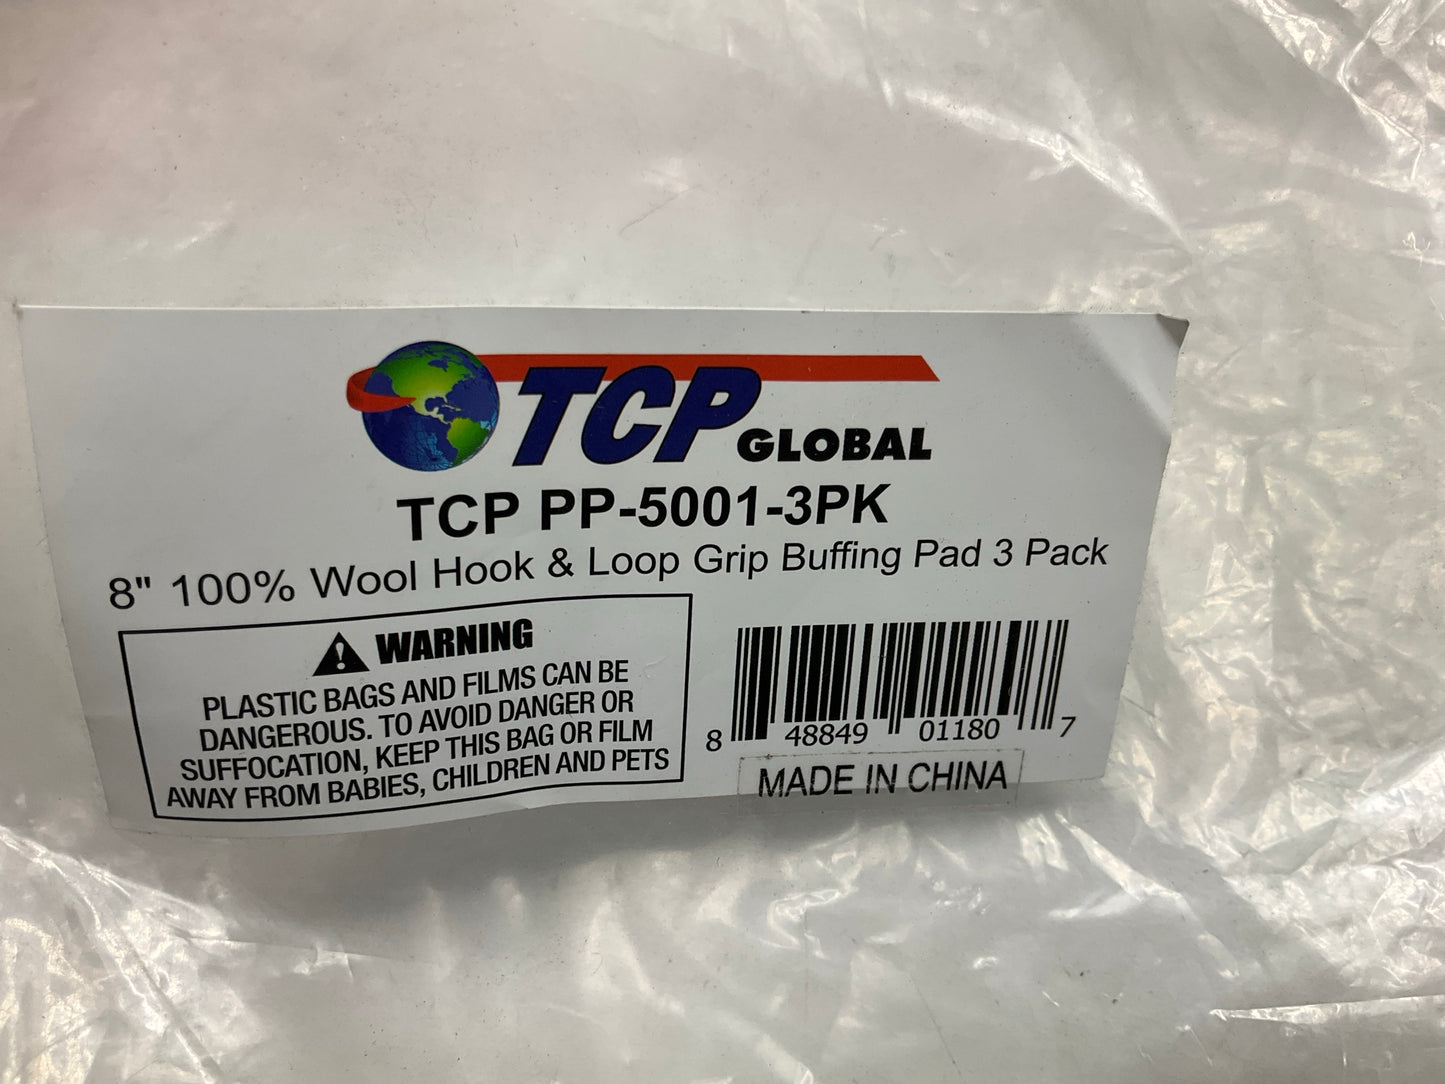 TCP GLOBAL
TCP PP-5001-3PK
8" 100% Wool Hook & Loop Grip Buffing Pad 3 Pack
WARNING
PLASTIC BAGS AND FILMS CAN BE
DANGEROUS. TO AVOID DANGER OR
SUFFOCATION, KEEP THIS BAG OR FILM
AWAY FROM BABIES, CHILDREN AND PETS
8 48849 01180 7
MADE IN CHINA